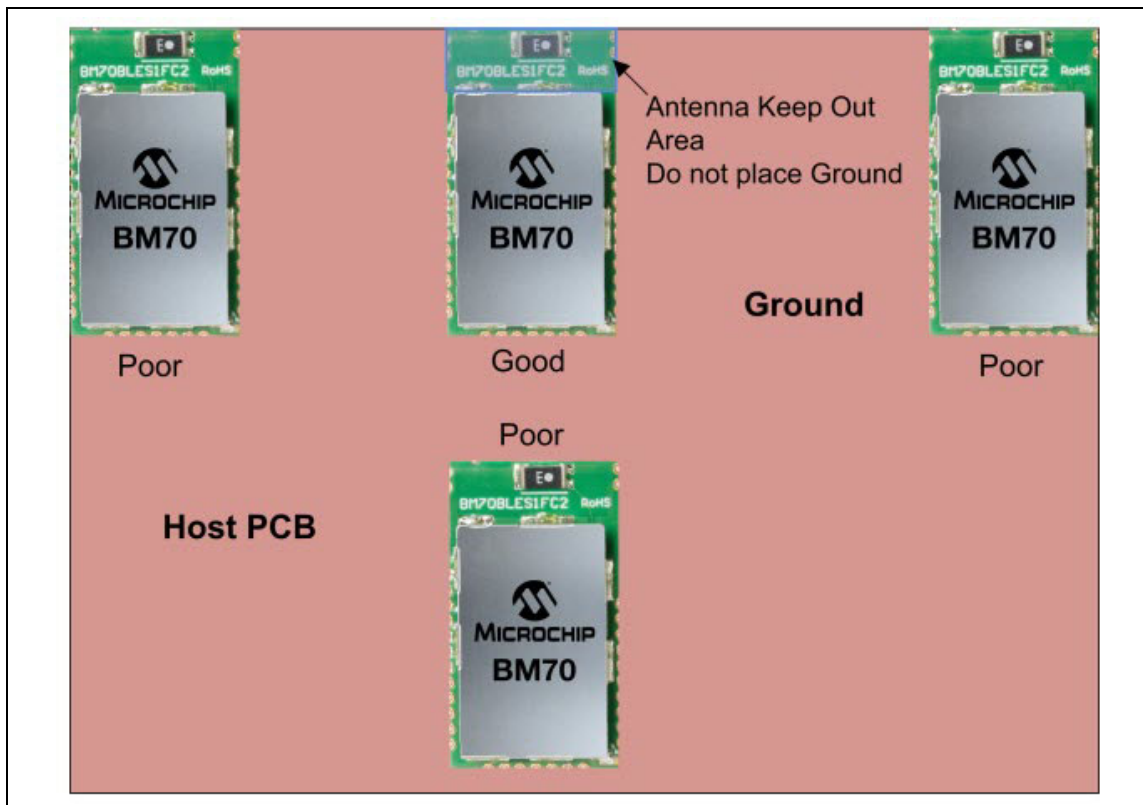 E
BM70BLES1FC2 RoHS
MICROCHIP
BM70
Poor
E
BM70BLES1FC2 RoHS
MICROCHIP
BM70
Good
Antenna Keep Out
Area
Do not place Ground
E
BM70BLES1FC2 RoHS
MICROCHIP
BM70
Poor
Ground
Host PCB
Poor
E
BM70BLES1FC2 RoHS
MICROCHIP
BM70